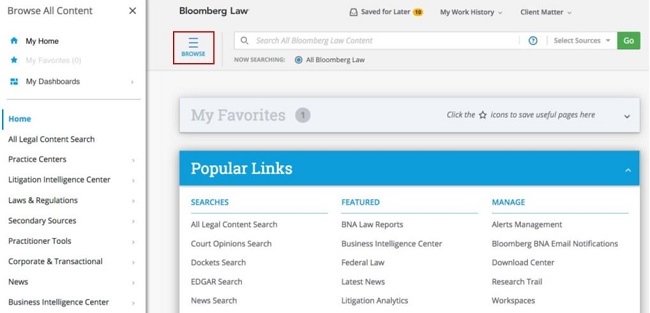 Browse All Content
My Home
My Favorites (0)
My Dashboards
Home
All Legal Content Search
Practice Centers
Litigation Intelligence Center
Laws & Regulations
Secondary Sources
Practitioner Tools
Corporate & Transactional
News
Business Intelligence Center
Bloomberg Law
Saved for Later 10
My Work History
Client Matter
BROWSE
Search All Bloomberg Law Content
Select Sources
Go
NOW SEARCHING: All Bloomberg Law
My Favorites 1
Click the icons to save useful pages here
Popular Links
SEARCHES
All Legal Content Search
Court Opinions Search
Dockets Search
EDGAR Search
News Search
FEATURED
BNA Law Reports
Business Intelligence Center
Federal Law
Latest News
Litigation Analytics
MANAGE
Alerts Management
Bloomberg BNA Email Notifications
Download Center
Research Trail
Workspaces